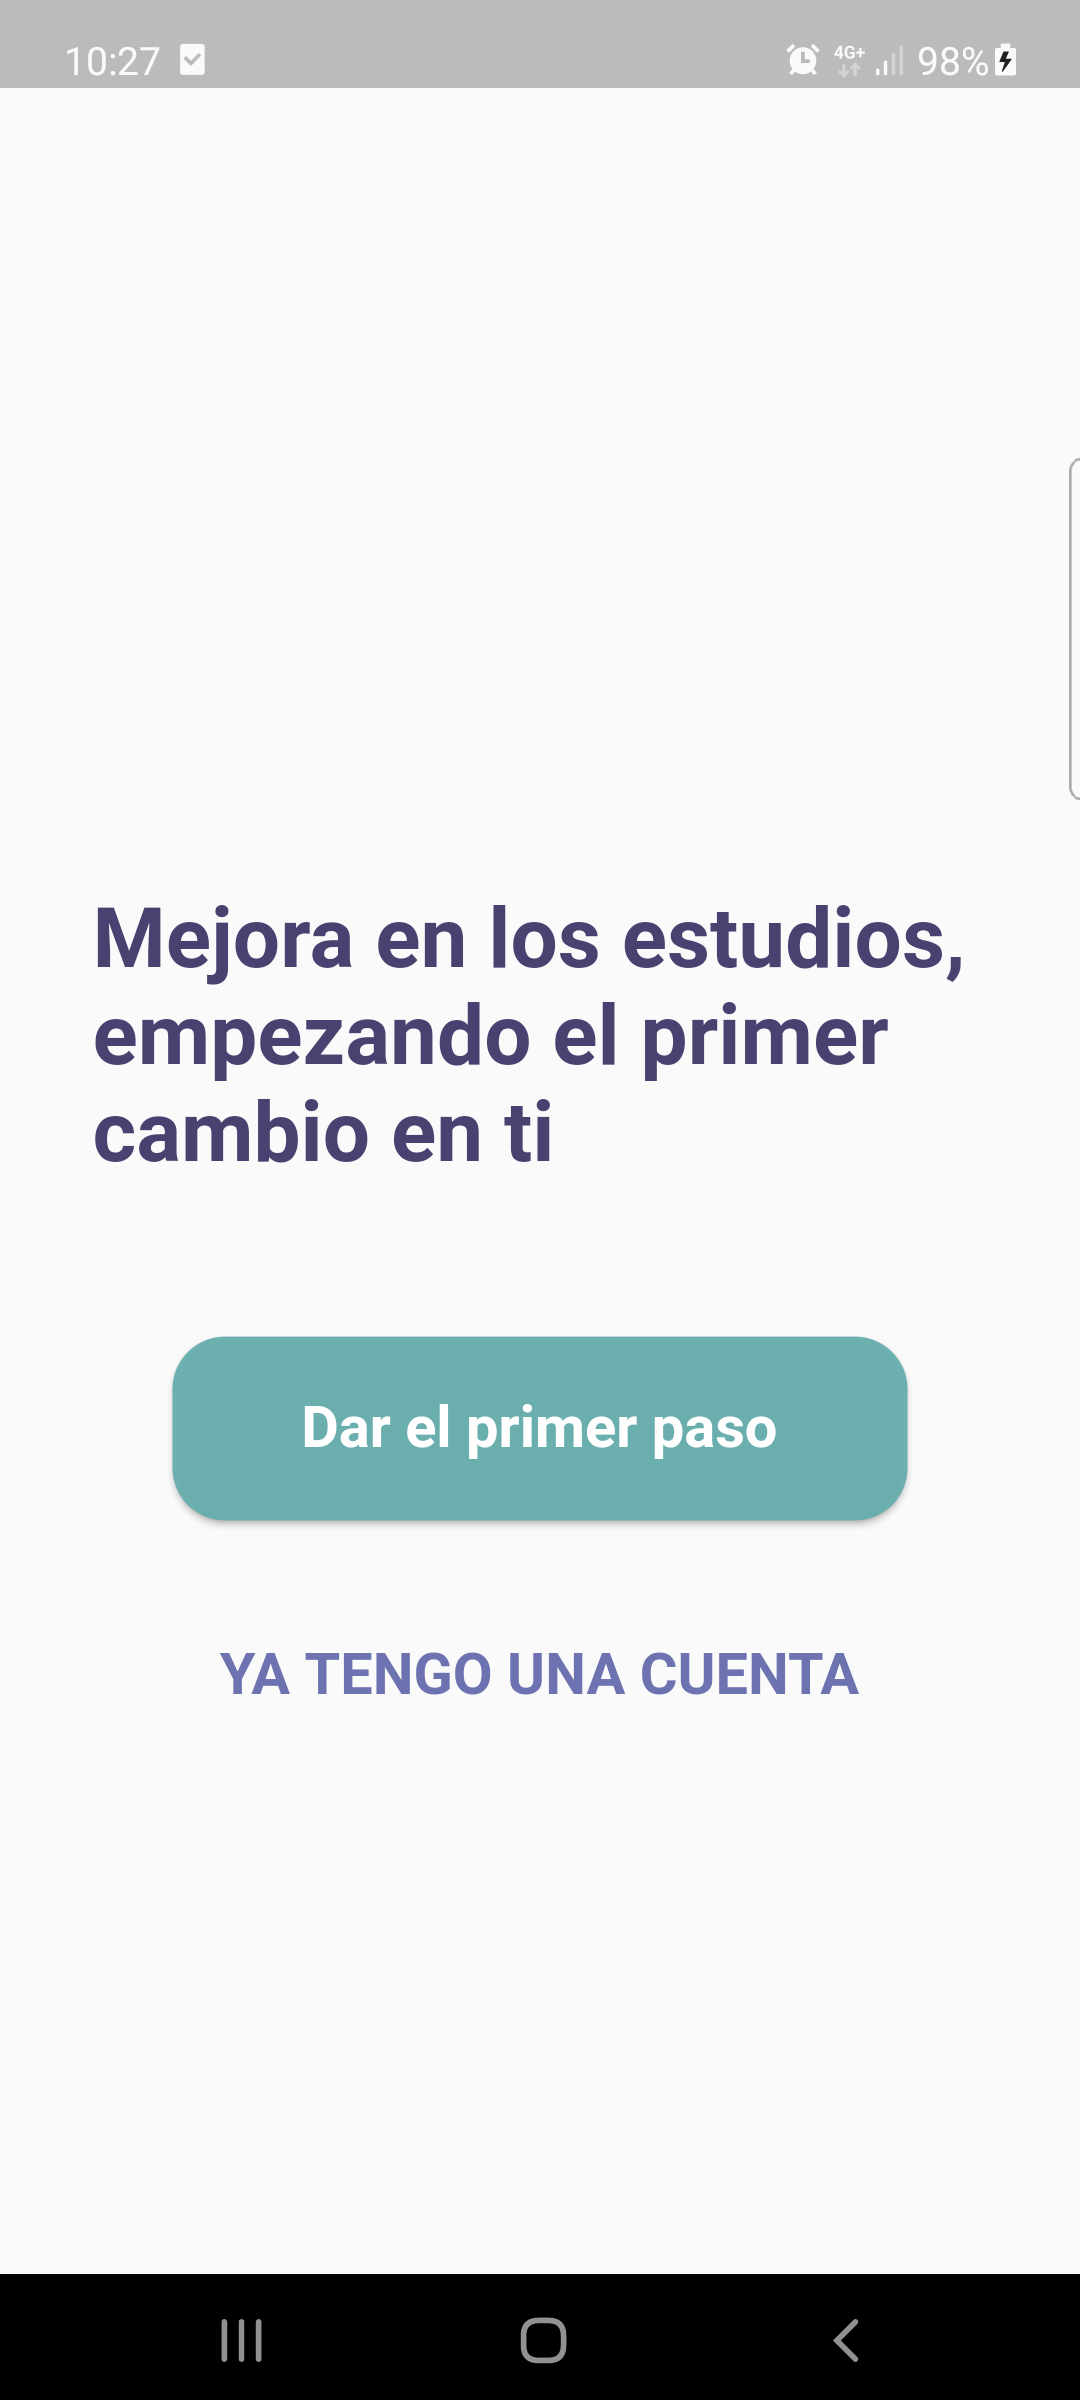 10:27
4G+ 98%
Mejora en los estudios,
empezando el primer
cambio en ti
Dar el primer paso
YA TENGO UNA CUENTA